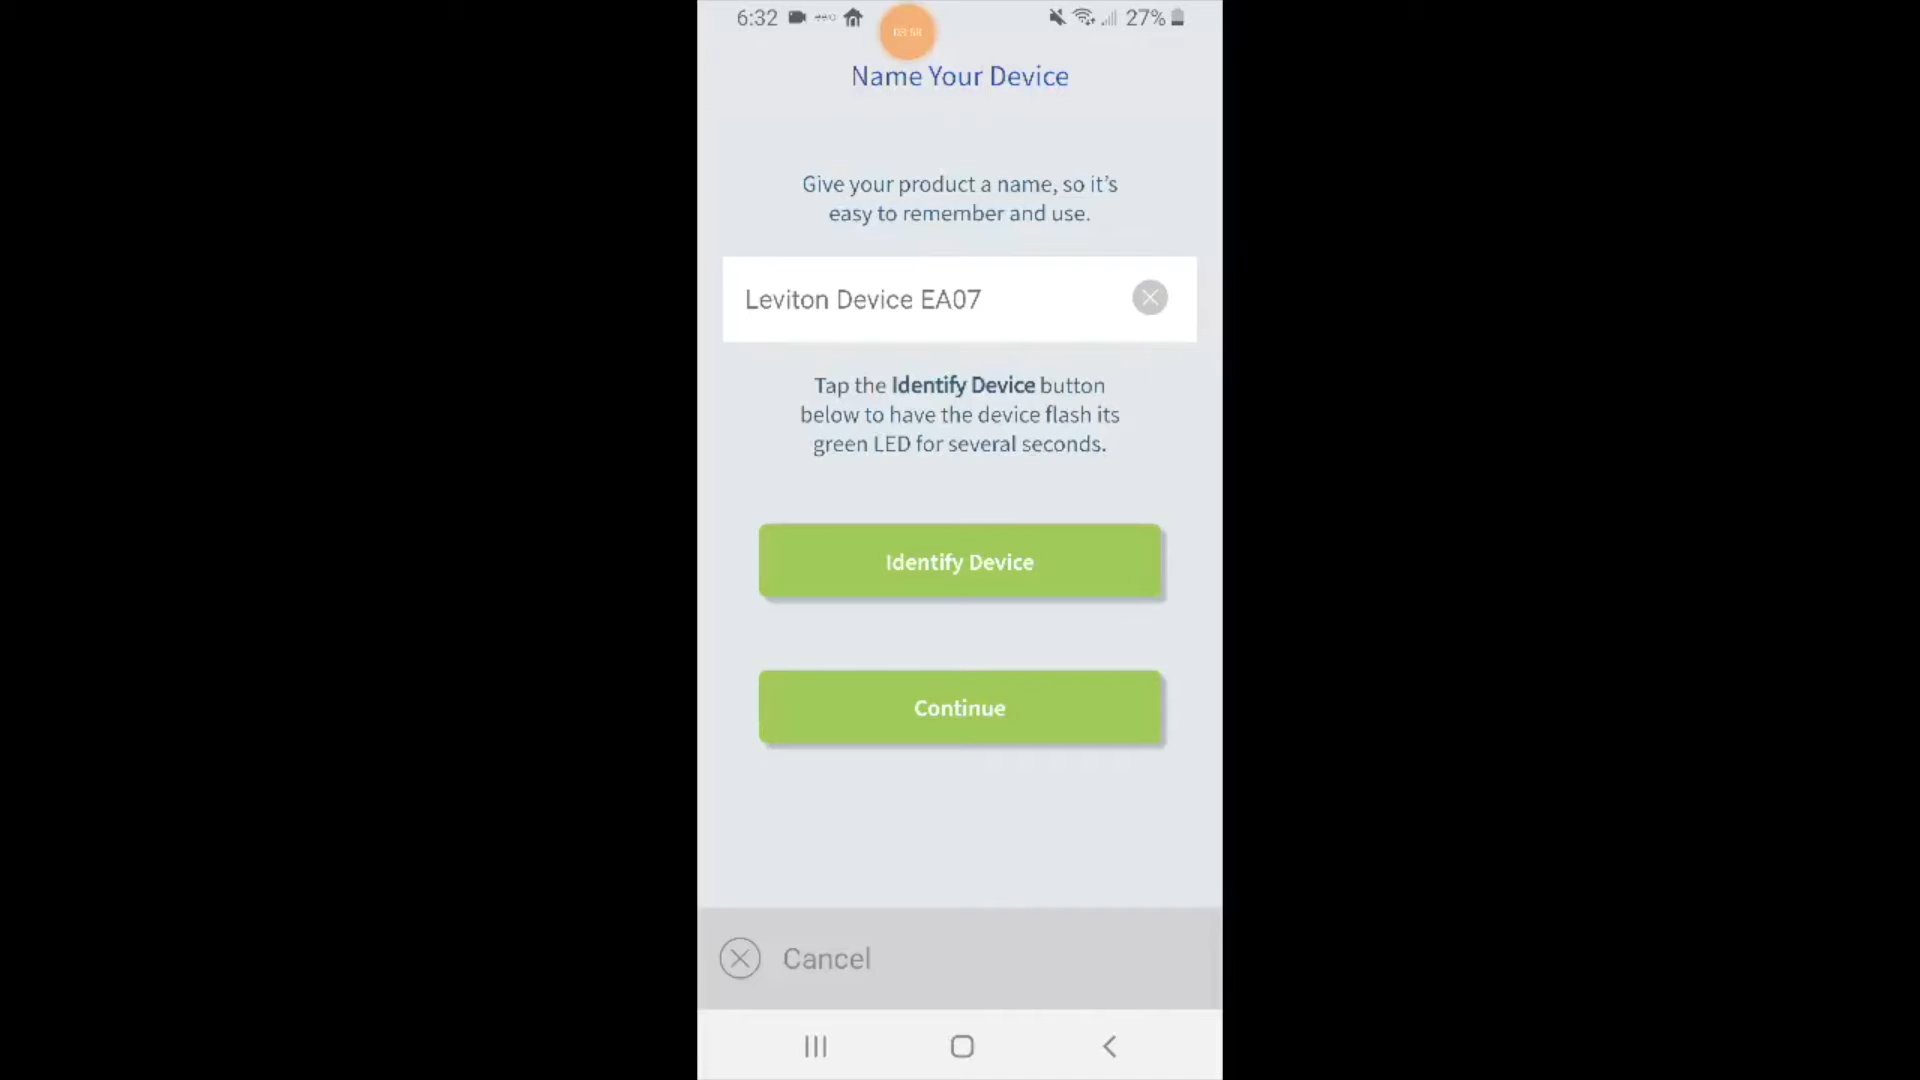 6:32
27%
Name Your Device
Give your product a name, so it's
easy to remember and use.
Leviton Device EA07
Tap the Identify Device button
below to have the device flash its
green LED for several seconds.
Identify Device
Continue
Cancel